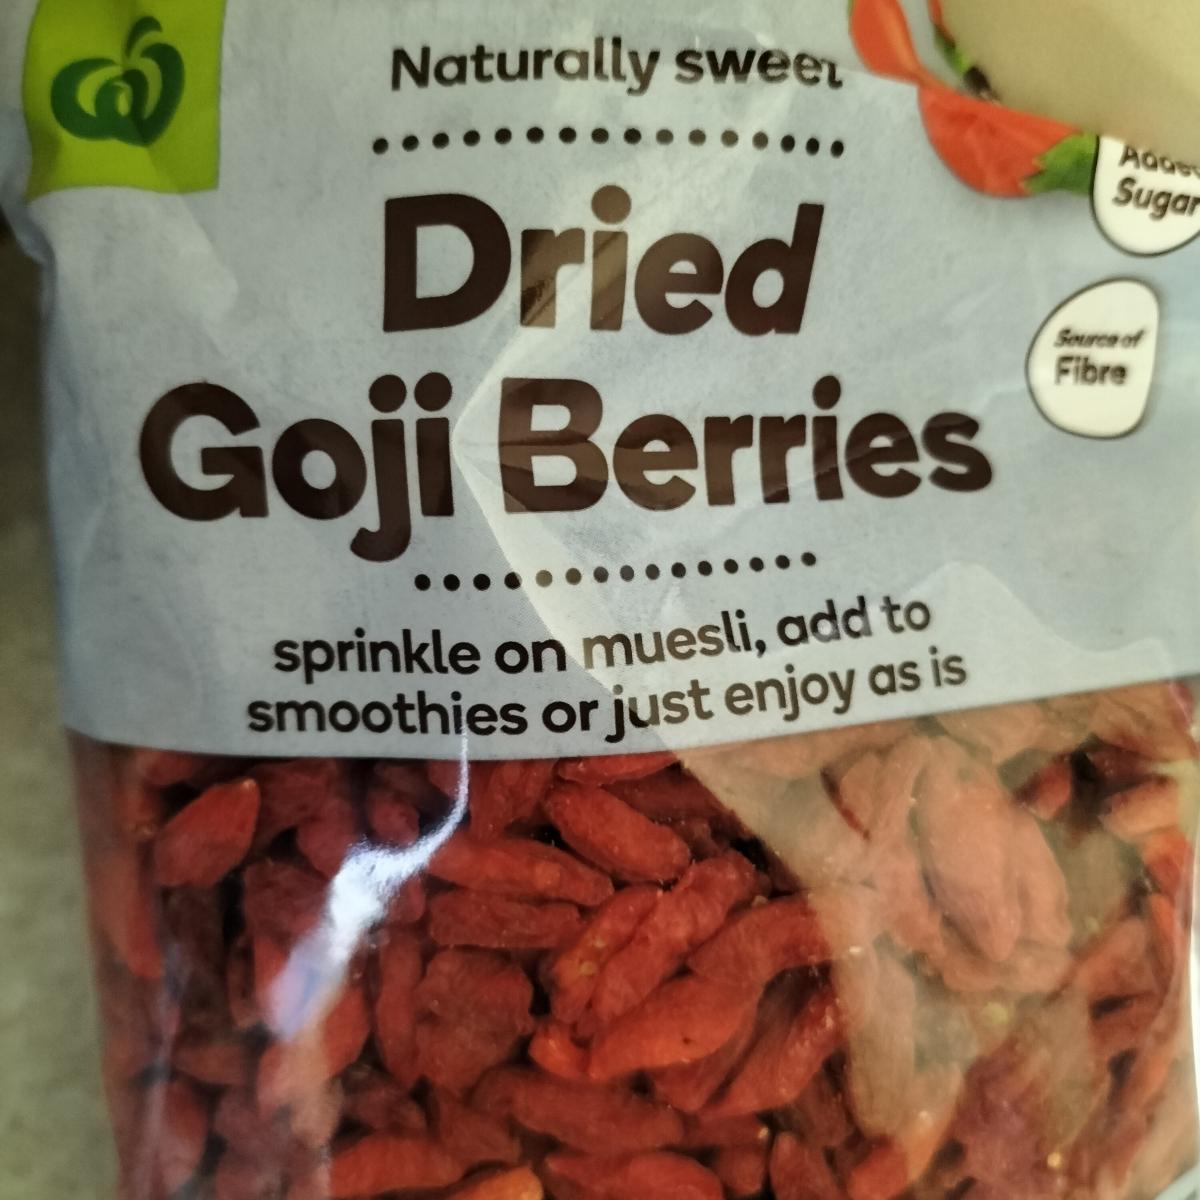 Naturally sweet
Dried
Goji Berries
sprinkle on muesli, add to
smoothies or just enjoy as is
Added
Sugar
Source of
Fibre